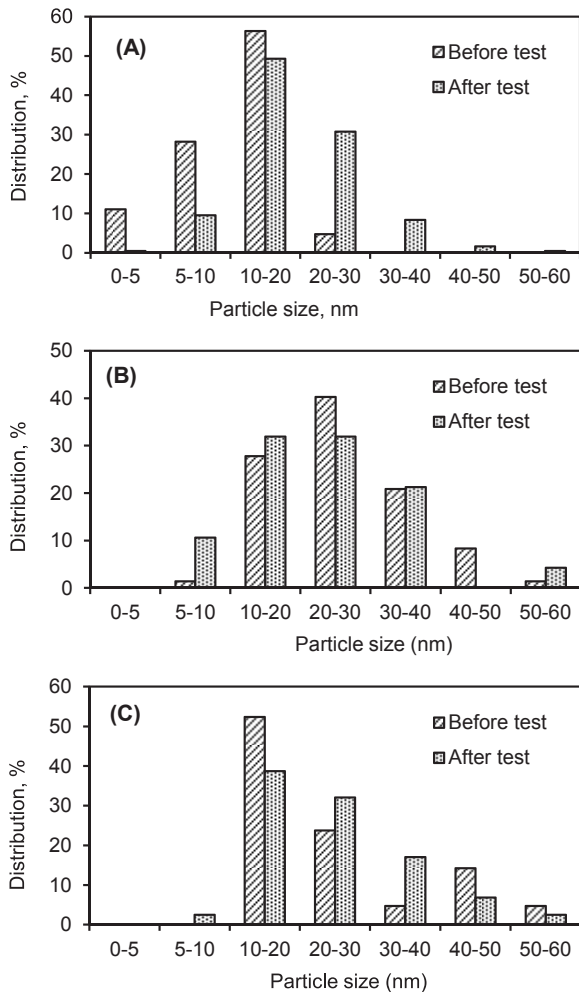 60
50
40
30
20
10
0
Distribution, %
(A)
Before test
After test
0-5 5-10 10-20 20-30 30-40 40-50 50-60
Particle size, nm
50
40
30
20
10
0
Distribution, %
(B)
Before test
After test
0-5 5-10 10-20 20-30 30-40 40-50 50-60
Particle size (nm)
60
50
40
30
20
10
0
Distribution, %
(C)
Before test
After test
0-5 5-10 10-20 20-30 30-40 40-50 50-60
Particle size (nm)